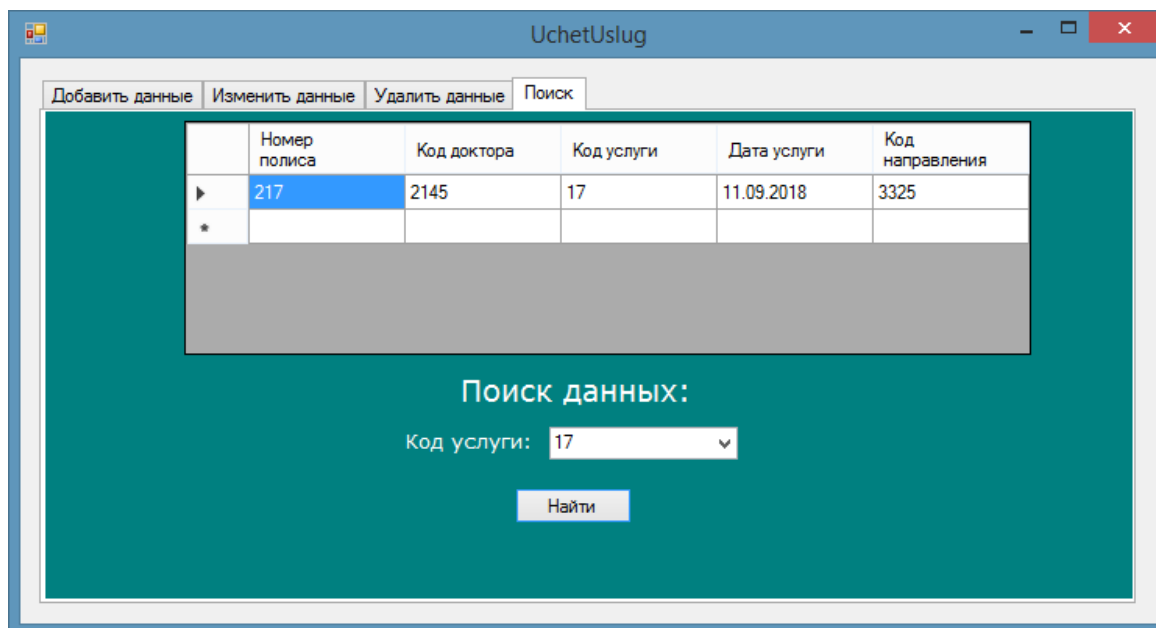 UchetUslug
Добавить данные Изменить данные Удалить данные Поиск
Номер полиса Код доктора Код услуги Дата услуги Код направления
217 2145 17 11.09.2018 3325
Поиск данных:
Код услуги: 17
Найти